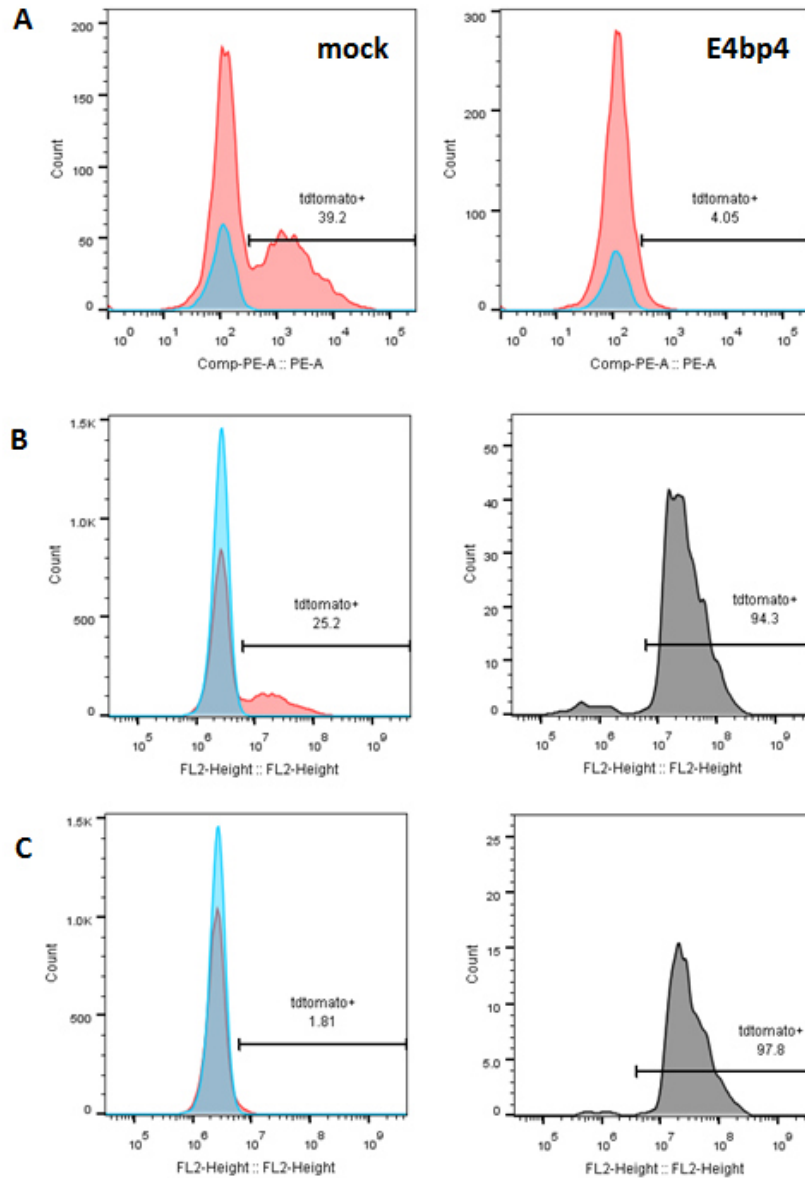 A
mock
200
150
100
50
0
Count
tdtomato+
39.2
10^0 10^1 10^2 10^3 10^4 10^5
Comp-PE-A :: PE-A
E4bp4
300
200
100
0
Count
tdtomato+
4.05
10^0 10^1 10^2 10^3 10^4 10^5
Comp-PE-A :: PE-A
B
1.5K
1.0K
500
0
Count
tdtomato+
25.2
10^5 10^6 10^7 10^8 10^9
FL2-Height :: FL2-Height
50
40
30
20
10
0
Count
tdtomato+
94.3
10^5 10^6 10^7 10^8 10^9
FL2-Height :: FL2-Height
C
1.5K
1.0K
500
0
Count
tdtomato+
1.81
10^5 10^6 10^7 10^8 10^9
FL2-Height :: FL2-Height
25
20
15
10
5.0
0
Count
tdtomato+
97.8
10^5 10^6 10^7 10^8 10^9
FL2-Height :: FL2-Height